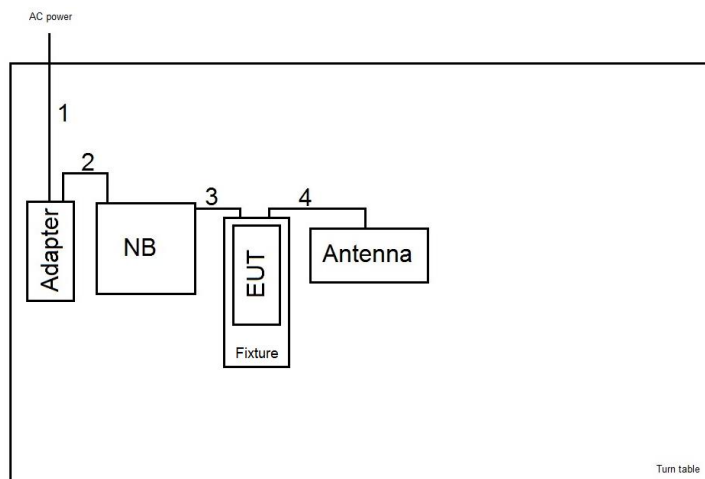 AC power
1
2
3
4
Adapter
NB
EUT
Antenna
Fixture
Turn table